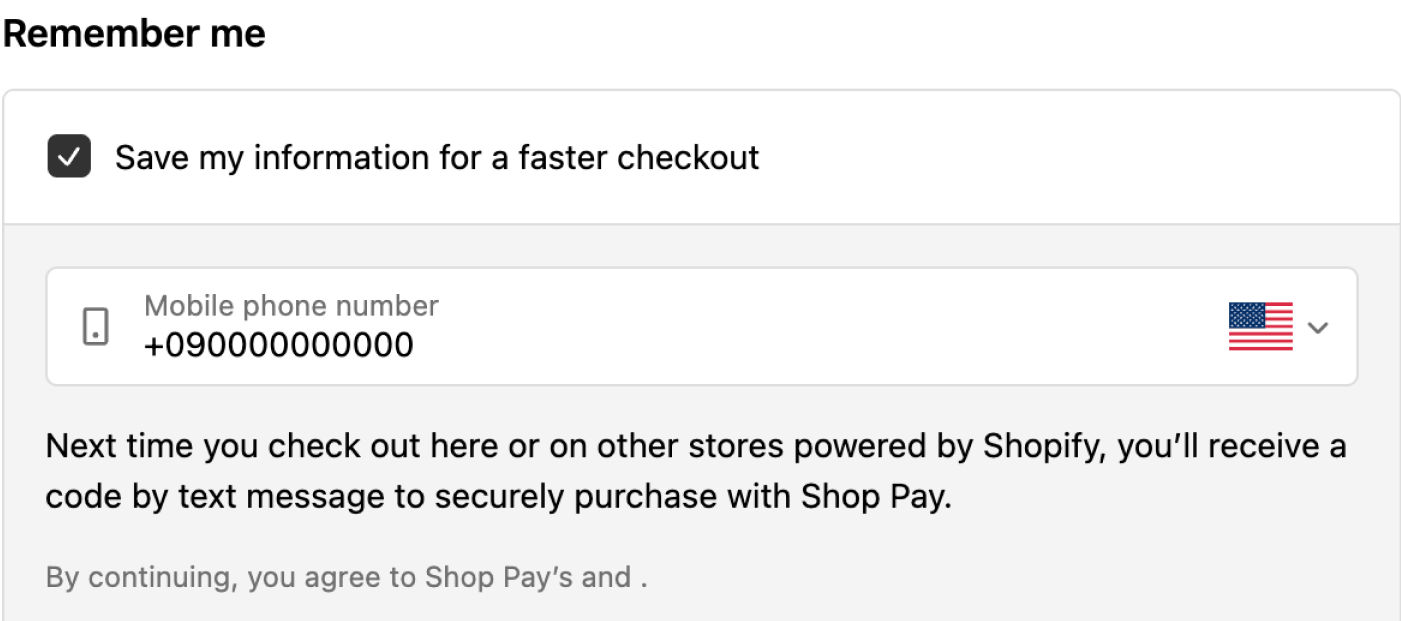 Remember me
Save my information for a faster checkout
Mobile phone number
+090000000000
Next time you check out here or on other stores powered by Shopify, you’ll receive a
code by text message to securely purchase with Shop Pay.
By continuing, you agree to Shop Pay’s and .